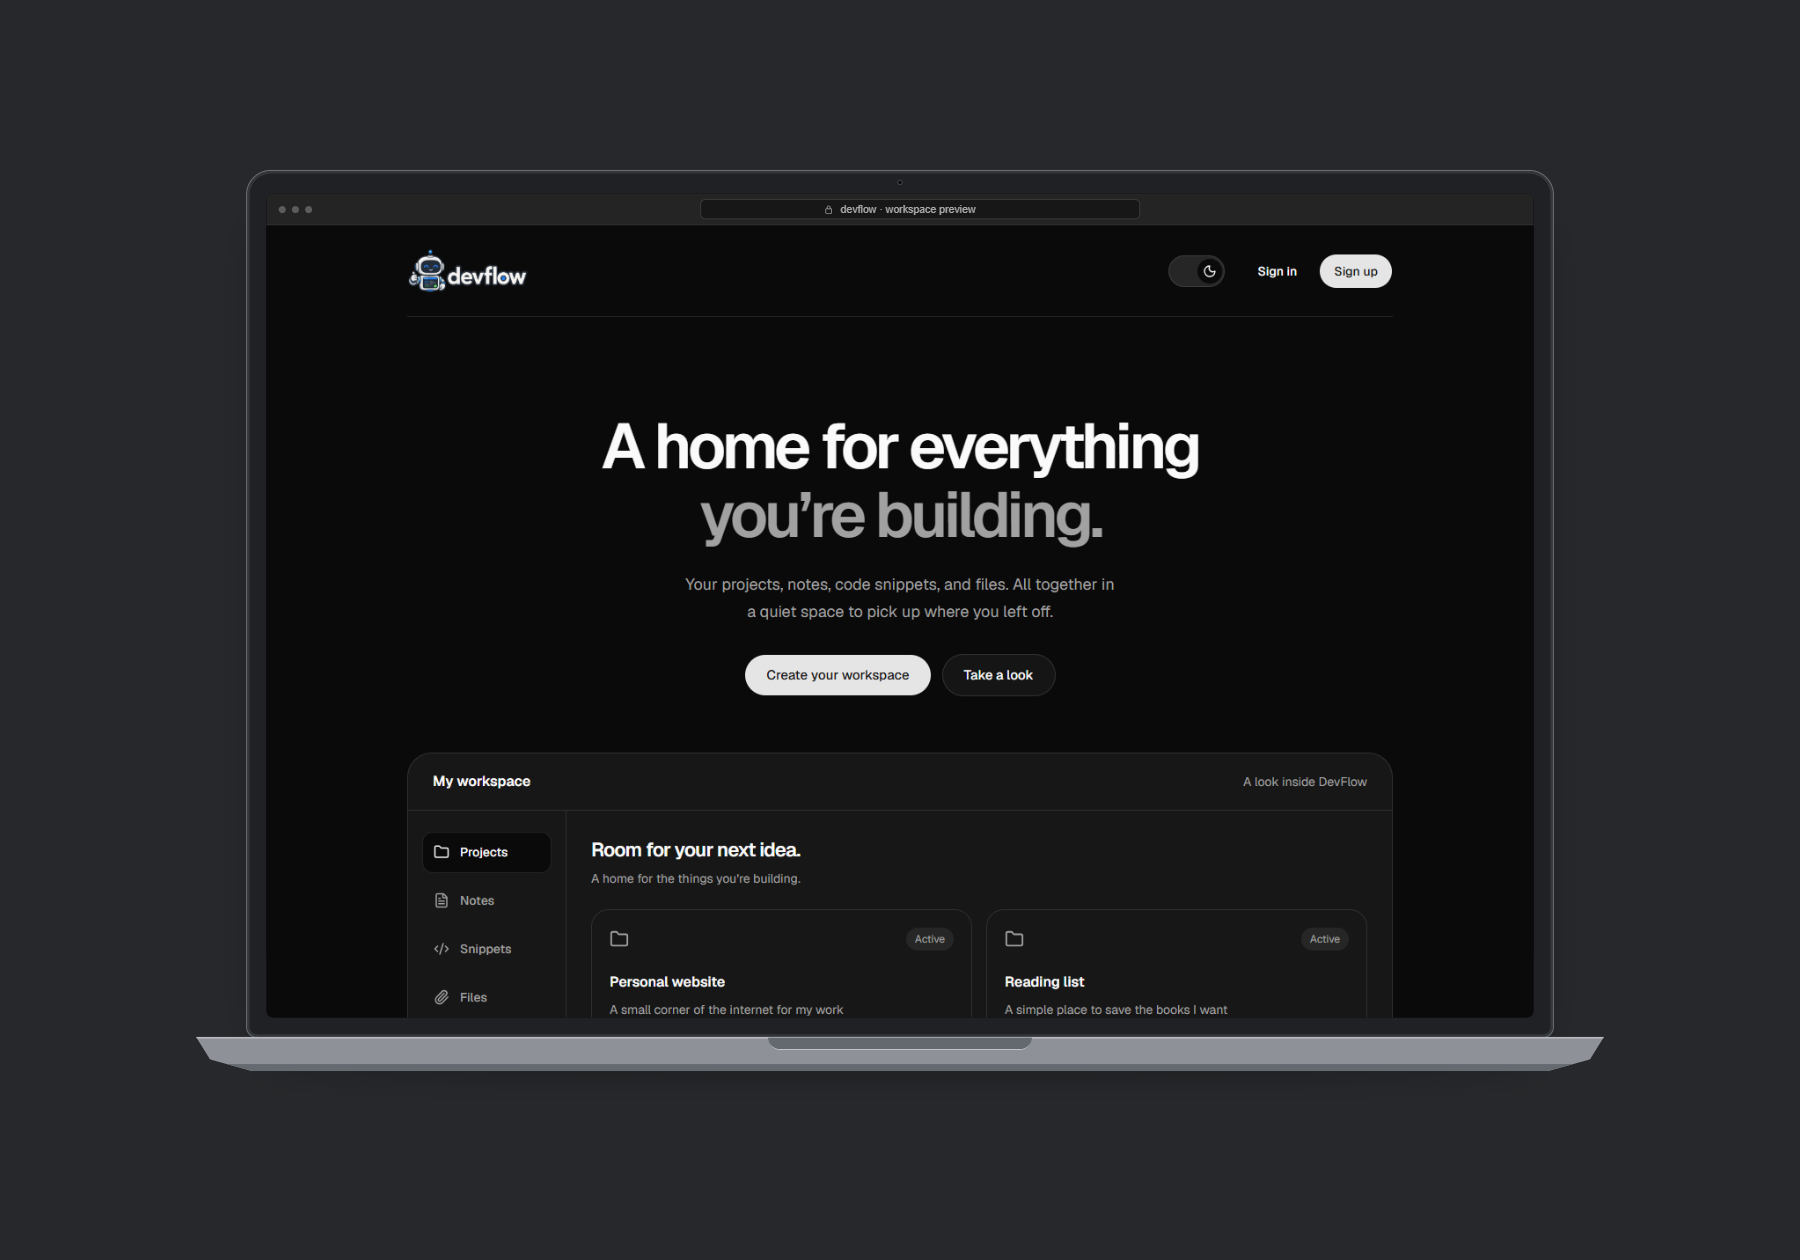 devflow · workspace preview
devflow
Sign in
Sign up
A home for everything
you’re building.
Your projects, notes, code snippets, and files. All together in
a quiet space to pick up where you left off.
Create your workspace
Take a look
My workspace
A look inside DevFlow
Projects
Notes
Snippets
Files
Room for your next idea.
A home for the things you’re building.
Active
Personal website
A small corner of the internet for my work
Active
Reading list
A simple place to save the books I want